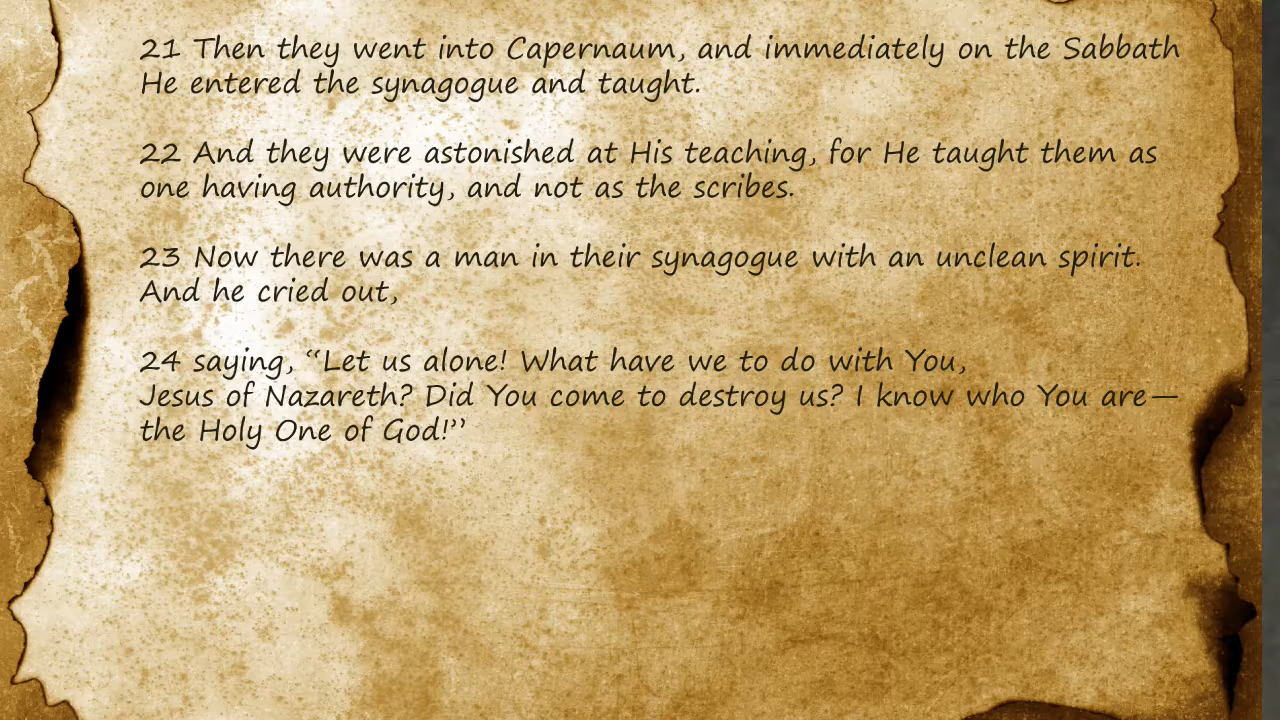 21 Then they went into Capernaum, and immediately on the Sabbath
He entered the synagogue and taught.
22 And they were astonished at His teaching, for He taught them as
one having authority, and not as the scribes.
23 Now there was a man in their synagogue with an unclean spirit.
And he cried out,
24 saying, “Let us alone! What have we to do with You,
Jesus of Nazareth? Did You come to destroy us? I know who You are—
the Holy One of God!”